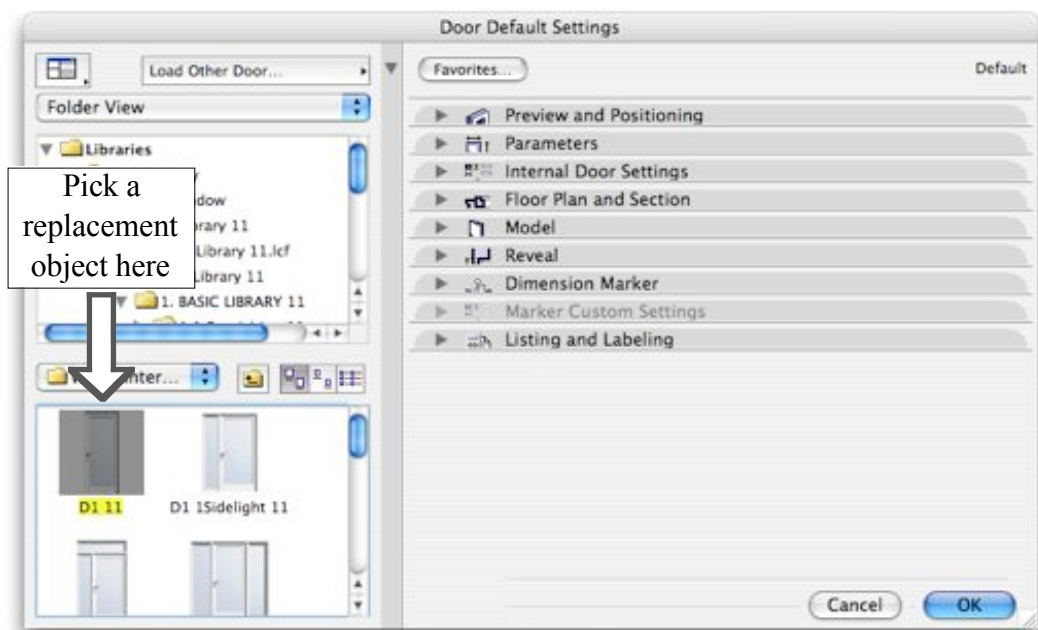 Door Default Settings
Load Other Door...
Folder View
Libraries
dow
rary 11
Library 11.lcf
Library 11
1. BASIC LIBRARY 11
Pick a
replacement
object here
nter...
D1 11
D1 1Sidelight 11
Favorites...
Default
Preview and Positioning
Parameters
Internal Door Settings
Floor Plan and Section
Model
Reveal
Dimension Marker
Marker Custom Settings
Listing and Labeling
Cancel
OK